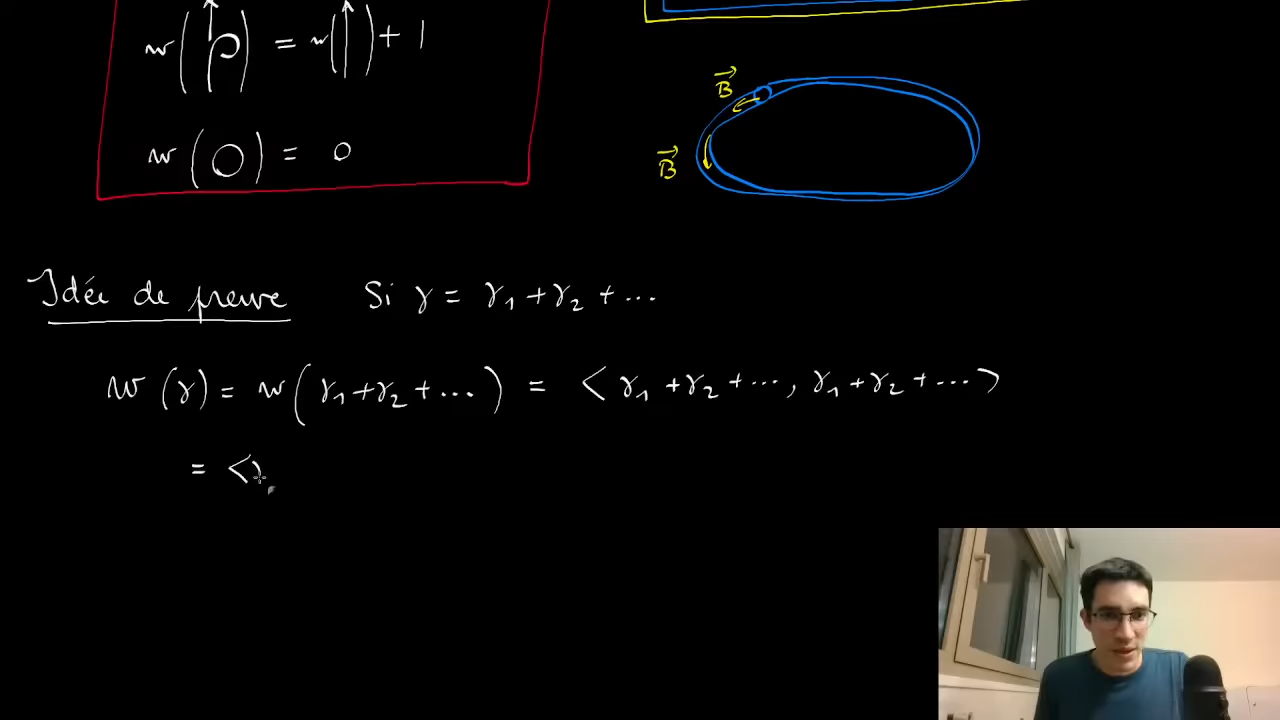 w(↑) = w(↑) + 1
w(O) = 0
B⃗
B⃗
Idée de preuve Si γ = γ₁ + γ₂ + ...
w(γ) = w(γ₁ + γ₂ + ...) = <γ₁ + γ₂ + ..., γ₁ + γ₂ + ...>
= <